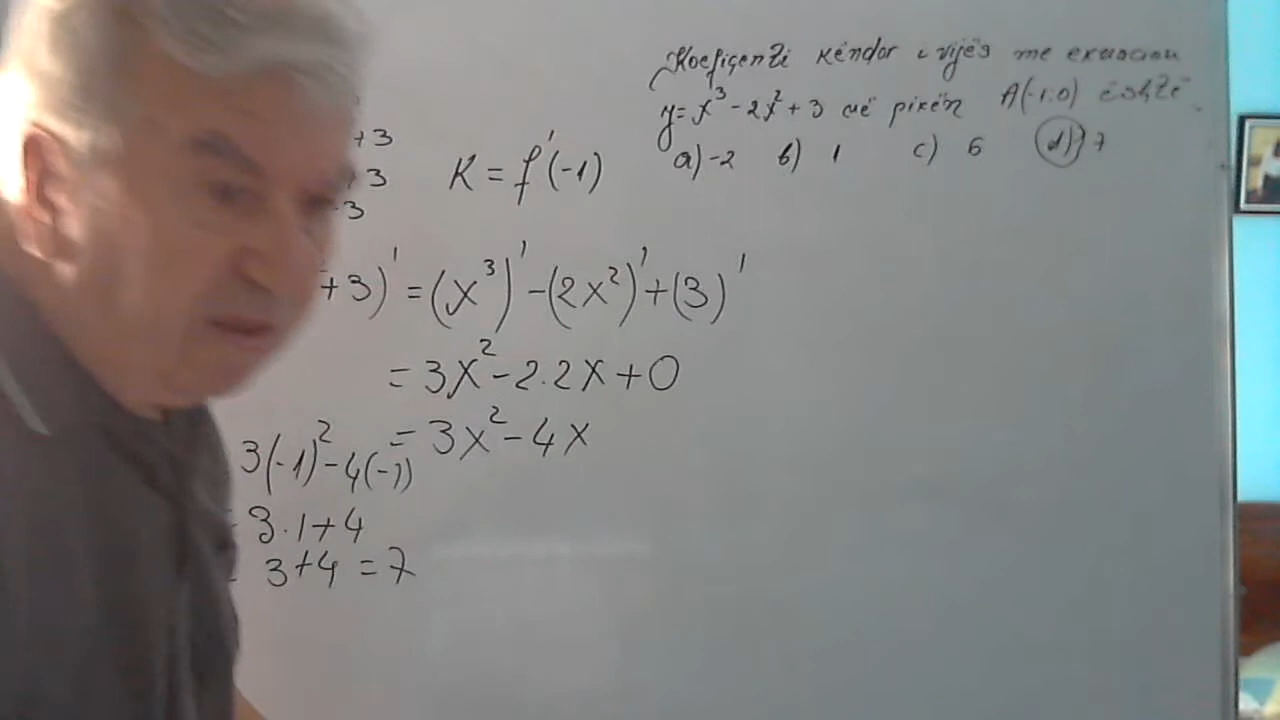 Koeficenti këndor i vijës me ekuacion
y=x³-2x²+3 në pikën A(-1;0) është
a) -2 b) 1 c) 6 d) 7
+3
+3
-3
K = f'(-1)
+3)' = (x³)' - (2x²)' + (3)'
= 3x² - 2.2x + 0
= 3x² - 4x
3(-1)² - 4(-1)
= 3.1+4
= 3+4 = 7